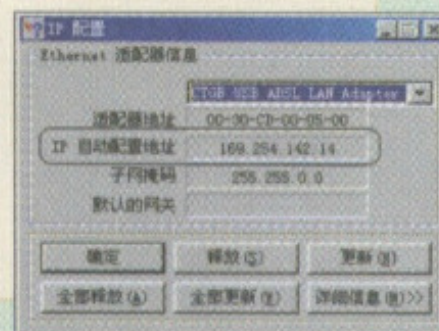 IP 配置
Ethernet 适配器信息
CTGB USB ADSL LAN Adapter
适配器地址 00-30-CD-00-05-00
IP 自动配置地址 169.254.142.14
子网掩码 255.255.0.0
默认的网关
确定 释放(S) 更新(N)
全部释放(A) 全部更新(W) 详细信息(M)>>